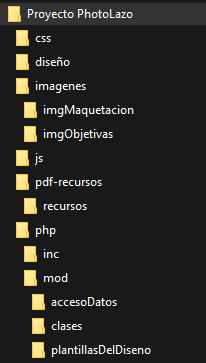 Proyecto PhotoLazo
css
diseño
imagenes
imgMaquetacion
imgObjetivas
js
pdf-recursos
recursos
php
inc
mod
accesoDatos
clases
plantillasDelDiseno